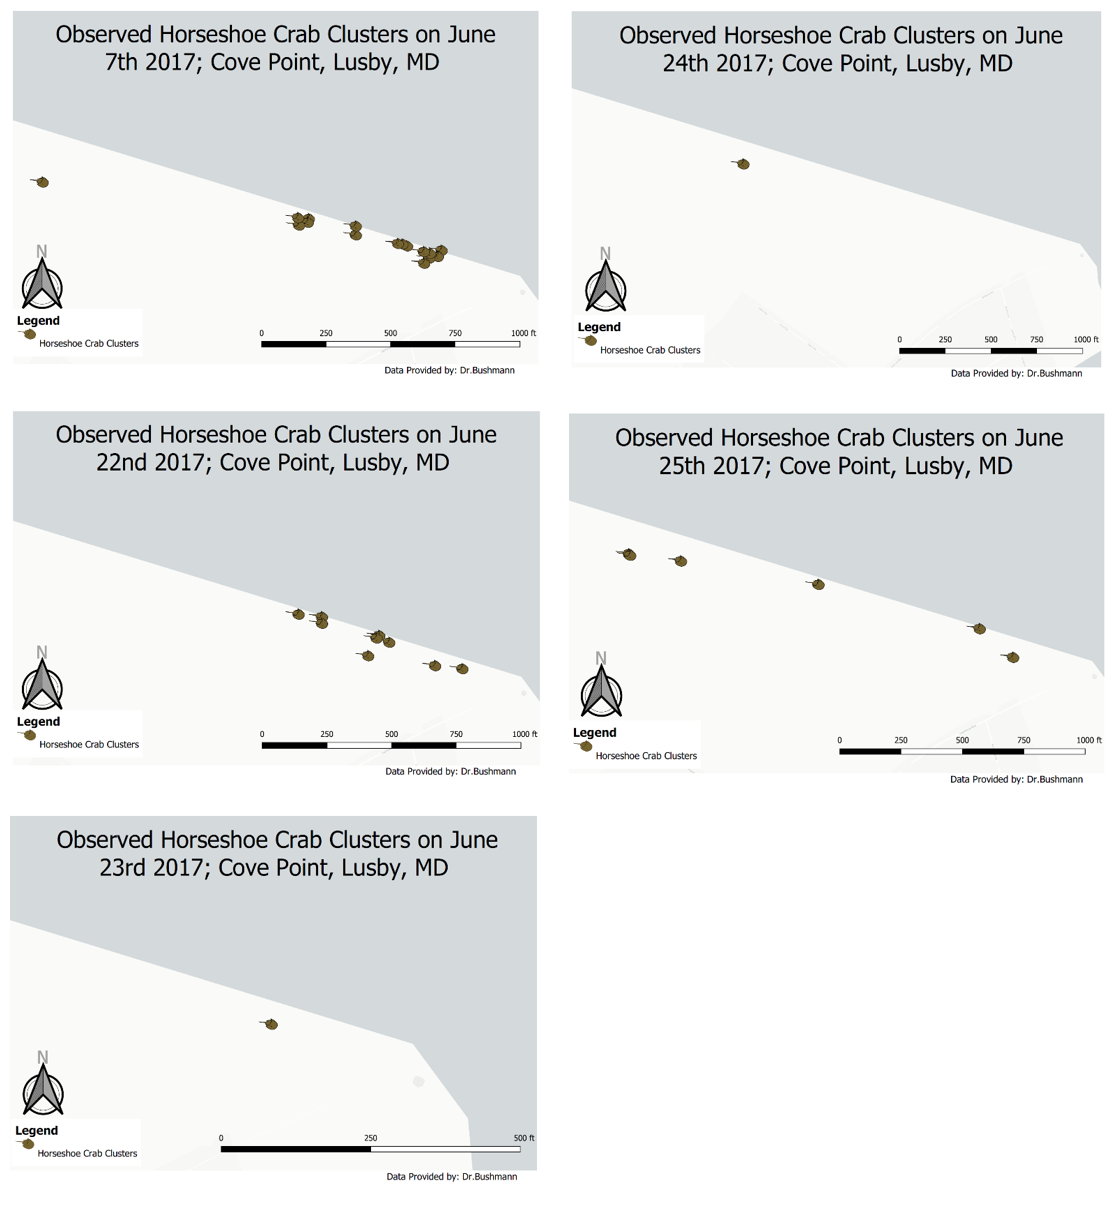 Observed Horseshoe Crab Clusters on June
7th 2017; Cove Point, Lusby, MD
N
Legend
Horseshoe Crab Clusters
0 250 500 750 1000 ft
Data Provided by: Dr.Bushmann
Observed Horseshoe Crab Clusters on June
24th 2017; Cove Point, Lusby, MD
N
Legend
Horseshoe Crab Clusters
0 250 500 750 1000 ft
Data Provided by: Dr.Bushmann
Observed Horseshoe Crab Clusters on June
22nd 2017; Cove Point, Lusby, MD
N
Legend
Horseshoe Crab Clusters
0 250 500 750 1000 ft
Data Provided by: Dr.Bushmann
Observed Horseshoe Crab Clusters on June
25th 2017; Cove Point, Lusby, MD
N
Legend
Horseshoe Crab Clusters
0 250 500 750 1000 ft
Data Provided by: Dr.Bushmann
Observed Horseshoe Crab Clusters on June
23rd 2017; Cove Point, Lusby, MD
N
Legend
Horseshoe Crab Clusters
0 250 500 ft
Data Provided by: Dr.Bushmann